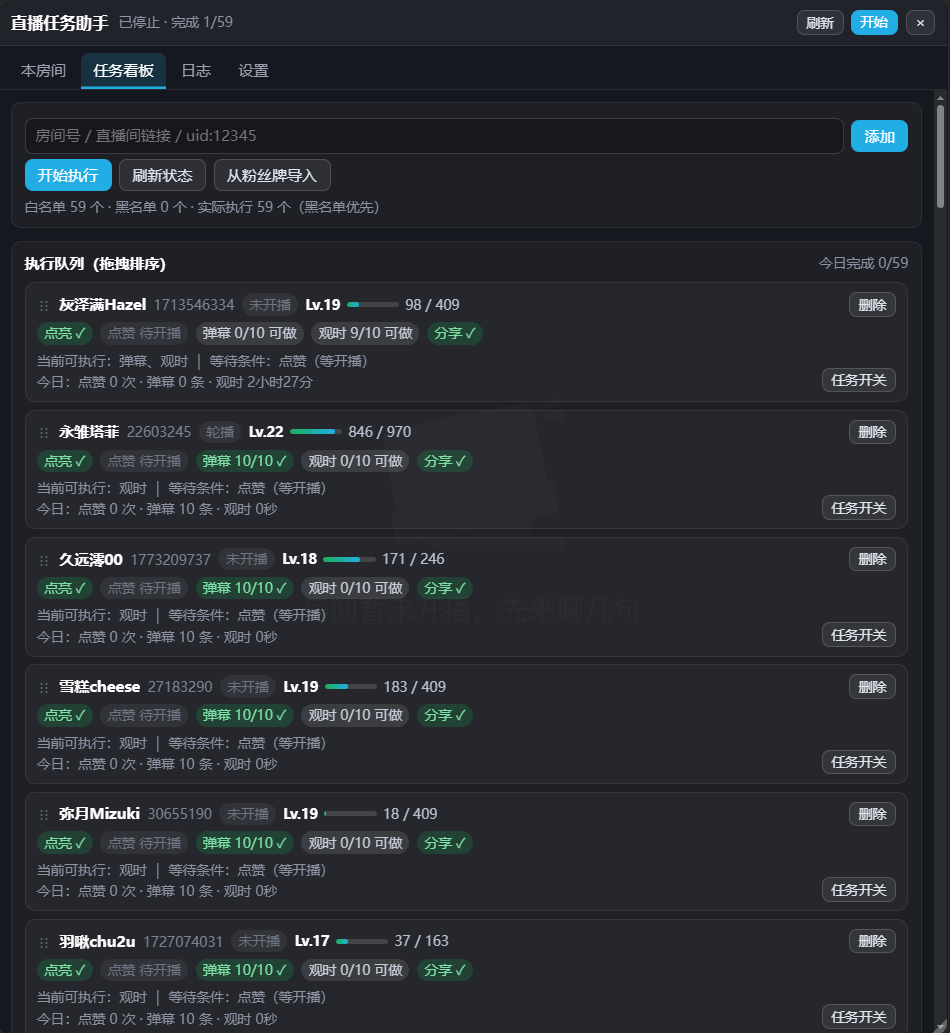 直播任务助手 已停止 · 完成 1/59 刷新 开始 ×
本房间 任务看板 日志 设置
房间号 / 直播间链接 / uid:12345 添加
开始执行 刷新状态 从粉丝牌导入
白名单 59 个 · 黑名单 0 个 · 实际执行 59 个（黑名单优先）
执行队列（拖拽排序） 今日完成 0/59
灰泽满Hazel 1713546334 未开播 Lv.19 98 / 409 删除
点亮 ✓ 点赞 待开播 弹幕 0/10 可做 观时 9/10 可做 分享 ✓
当前可执行：弹幕、观时 | 等待条件：点赞（等开播）
今日：点赞 0 次 · 弹幕 0 条 · 观时 2小时27分 任务开关
永雏塔菲 22603245 轮播 Lv.22 846 / 970 删除
点亮 ✓ 点赞 待开播 弹幕 10/10 ✓ 观时 0/10 可做 分享 ✓
当前可执行：观时 | 等待条件：点赞（等开播）
今日：点赞 0 次 · 弹幕 10 条 · 观时 0秒 任务开关
久远澪00 1773209737 未开播 Lv.18 171 / 246 删除
点亮 ✓ 点赞 待开播 弹幕 10/10 ✓ 观时 0/10 可做 分享 ✓
当前可执行：观时 | 等待条件：点赞（等开播）
间暂未开播，先来聊几句
今日：点赞 0 次 · 弹幕 10 条 · 观时 0秒 任务开关
雪糕cheese 27183290 未开播 Lv.19 183 / 409 删除
点亮 ✓ 点赞 待开播 弹幕 10/10 ✓ 观时 0/10 可做 分享 ✓
当前可执行：观时 | 等待条件：点赞（等开播）
今日：点赞 0 次 · 弹幕 10 条 · 观时 0秒 任务开关
弥月Mizuki 30655190 未开播 Lv.19 18 / 409 删除
点亮 ✓ 点赞 待开播 弹幕 10/10 ✓ 观时 0/10 可做 分享 ✓
当前可执行：观时 | 等待条件：点赞（等开播）
今日：点赞 0 次 · 弹幕 10 条 · 观时 0秒 任务开关
羽啾chu2u 1727074031 未开播 Lv.17 37 / 163 删除
点亮 ✓ 点赞 待开播 弹幕 10/10 ✓ 观时 0/10 可做 分享 ✓
当前可执行：观时 | 等待条件：点赞（等开播）
今日：点赞 0 次 · 弹幕 10 条 · 观时 0秒 任务开关